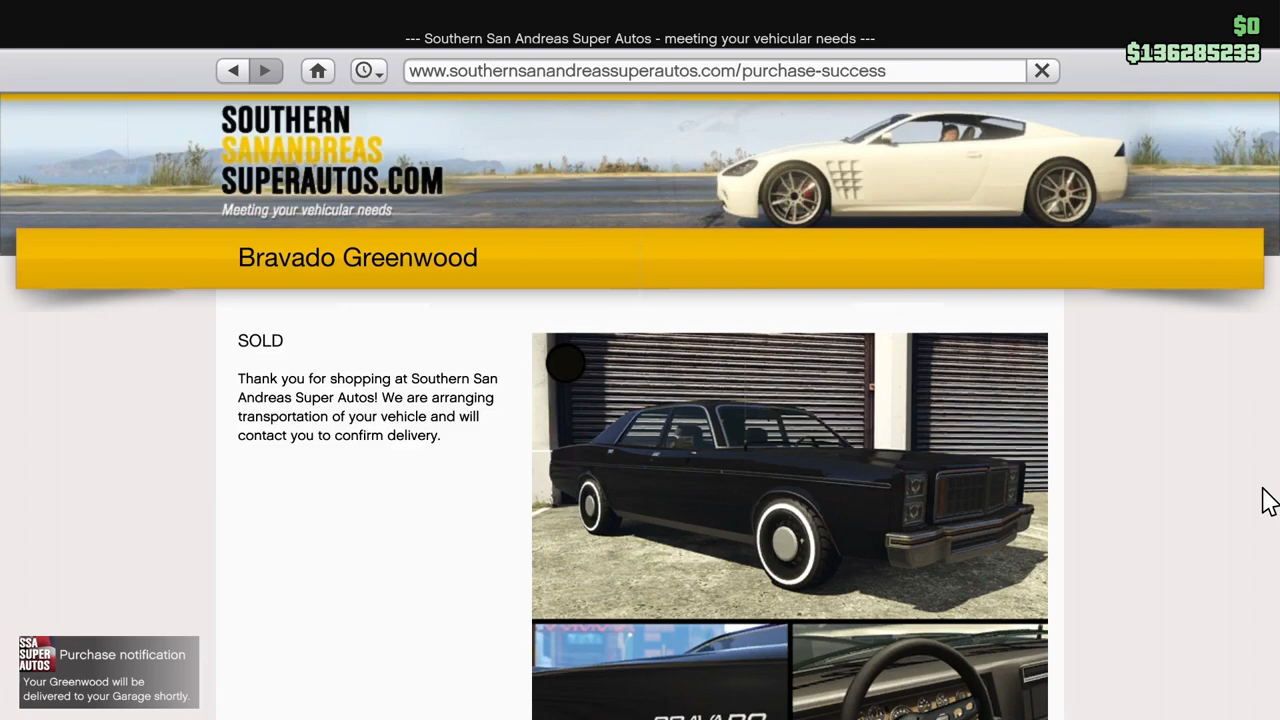 $0
--- Southern San Andreas Super Autos - meeting your vehicular needs ---
$136285233
www.southernsanandreassuperautos.com/purchase-success
SOUTHERN
SANANDREAS
SUPERAUTOS.COM
Meeting your vehicular needs
Bravado Greenwood
SOLD
Thank you for shopping at Southern San
Andreas Super Autos! We are arranging
transportation of your vehicle and will
contact you to confirm delivery.
SSA
SUPER
AUTOS
Purchase notification
Your Greenwood will be
delivered to your Garage shortly.
BRAVADO